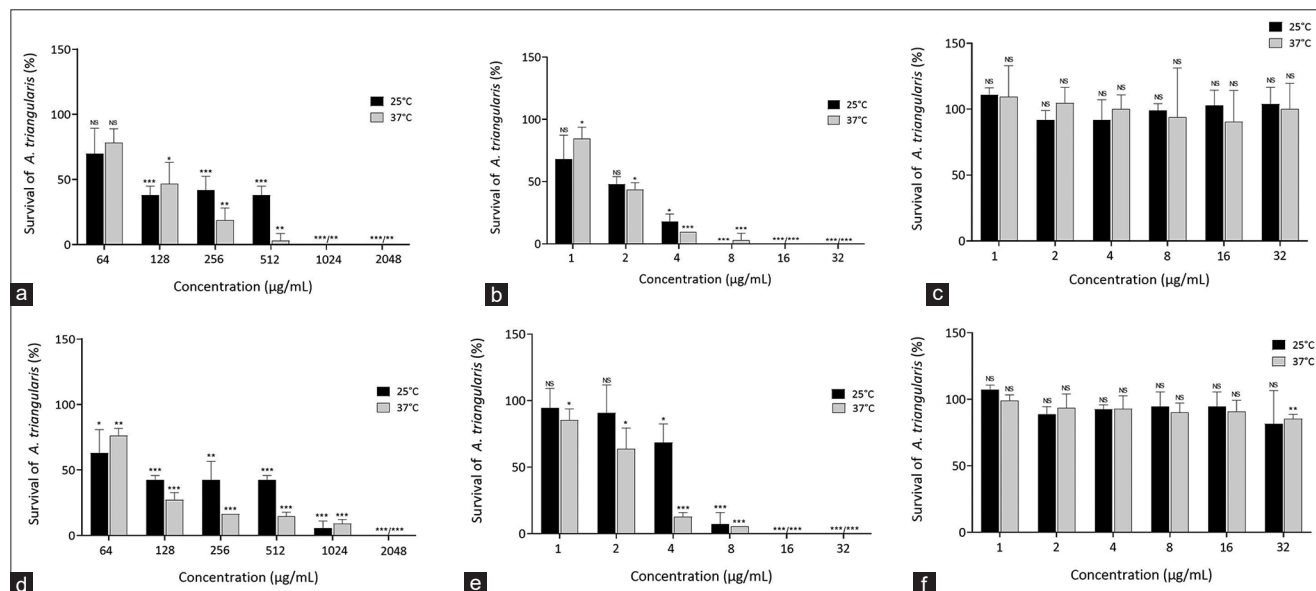 150
100
50
0
Survival of A. triangularis (%)
25°C
37°C
NS NS
*** *
*** **
*** **
***/** ***/**
64 128 256 512 1024 2048
Concentration (µg/mL)
a
150
100
50
0
Survival of A. triangularis (%)
25°C
37°C
NS *
NS *
* ***
*** ***
***/*** ***/***
1 2 4 8 16 32
Concentration (µg/mL)
b
25°C
37°C
150
100
50
0
Survival of A. triangularis (%)
NS NS NS NS NS NS NS NS NS NS NS NS
1 2 4 8 16 32
Concentration (µg/mL)
c
150
100
50
0
Survival of A. triangularis (%)
25°C
37°C
* **
*** ***
** ***
*** ***
*** ***
***/***
64 128 256 512 1024 2048
Concentration (µg/mL)
d
150
100
50
0
Survival of A. triangularis (%)
25°C
37°C
NS *
NS *
* ***
*** ***
***/*** ***/***
1 2 4 8 16 32
Concentration (µg/mL)
e
150
100
50
0
Survival of A. triangularis (%)
25°C
37°C
NS NS NS NS NS NS NS NS NS NS NS **
1 2 4 8 16 32
Concentration (µg/mL)
f